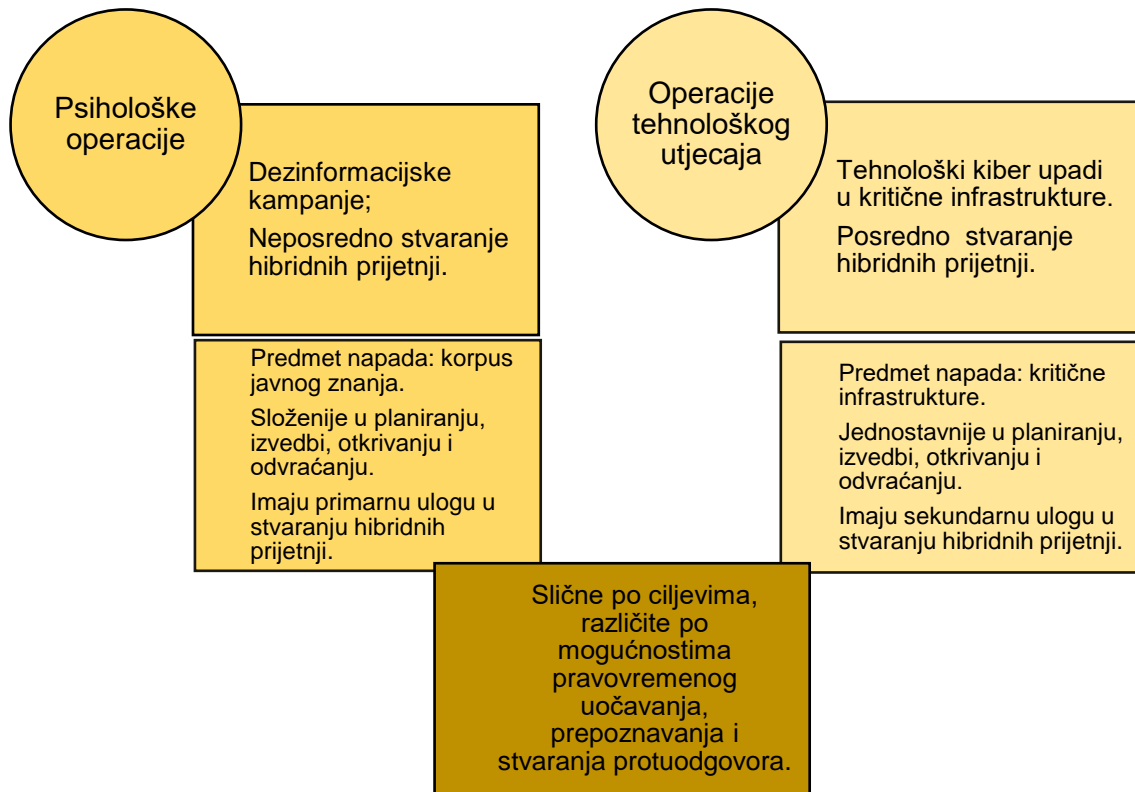 Psihološke
operacije
Dezinformacijske
kampanje;
Neposredno stvaranje
hibridnih prijetnji.
Predmet napada: korpus
javnog znanja.
Složenije u planiranju,
izvedbi, otkrivanju i
odvraćanju.
Imaju primarnu ulogu u
stvaranju hibridnih
prijetnji.
Operacije
tehnološkog
utjecaja
Tehnološki kiber upadi
u kritične infrastrukture.
Posredno stvaranje
hibridnih prijetnji.
Predmet napada: kritične
infrastrukture.
Jednostavnije u planiranju,
izvedbi, otkrivanju i
odvraćanju.
Imaju sekundarnu ulogu u
stvaranju hibridnih prijetnji.
Slične po ciljevima,
različite po
mogućnostima
pravovremenog
uočavanja,
prepoznavanja i
stvaranja protuodgovora.